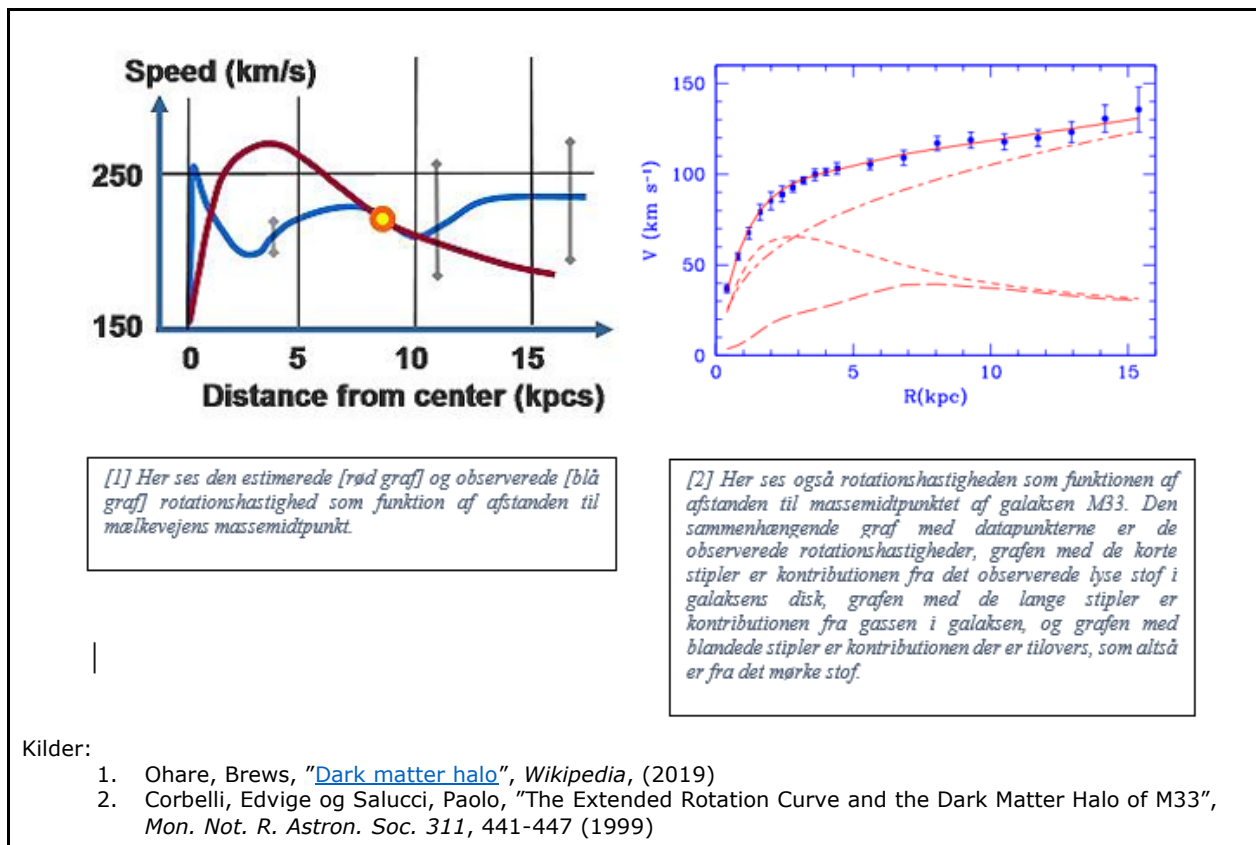 Speed (km/s)
250
150
0 5 10 15
Distance from center (kpcs)
150
100
50
0
V (km s⁻¹)
0 5 10 15
R(kpc)
[1] Her ses den estimerede [rød graf] og observerede [blå
graf] rotationshastighed som funktion af afstanden til
mælkevejens massemidtpunkt.
[2] Her ses også rotationshastigheden som funktionen af
afstanden til massemidtpunktet af galaksen M33. Den
sammenhængende graf med datapunkterne er de
observerede rotationshastigheder, grafen med de korte
stipler er kontributionen fra det observerede lyse stof i
galaksens disk, grafen med de lange stipler er
kontributionen fra gassen i galaksen, og grafen med
blandede stipler er kontributionen der er tilovers, som altså
er fra det mørke stof.
Kilder:
1. Ohare, Brews, ”Dark matter halo”, Wikipedia, (2019)
2. Corbelli, Edvige og Salucci, Paolo, ”The Extended Rotation Curve and the Dark Matter Halo of M33”,
Mon. Not. R. Astron. Soc. 311, 441-447 (1999)